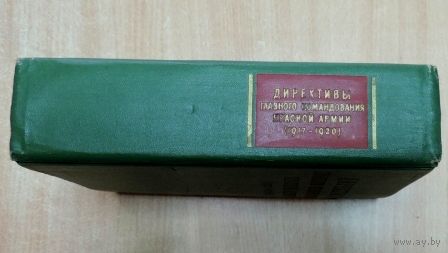 ДИРЕКТИВЫ
ГЛАВНОГО КОМАНДОВАНИЯ
КРАСНОЙ АРМИИ
(1917-1920)
www.ay.by